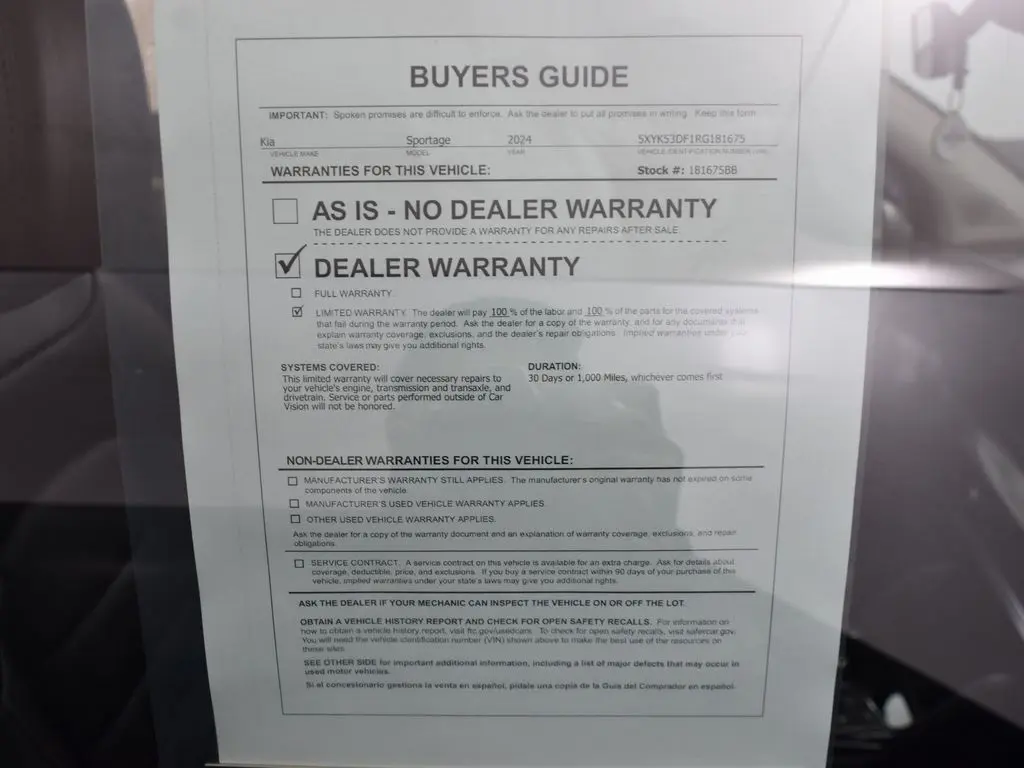 BUYERS GUIDE
IMPORTANT: Spoken promises are difficult to enforce. Ask the dealer to put all promises in writing. Keep this form.
Kia Sportage 2024 5XYK53DF1RG181675
VEHICLE MAKE MODEL YEAR VEHICLE IDENTIFICATION NUMBER (VIN)
WARRANTIES FOR THIS VEHICLE: Stock #: 181675BB
AS IS - NO DEALER WARRANTY
THE DEALER DOES NOT PROVIDE A WARRANTY FOR ANY REPAIRS AFTER SALE.
DEALER WARRANTY
FULL WARRANTY.
LIMITED WARRANTY. The dealer will pay 100 % of the labor and 100 % of the parts for the covered systems
that fail during the warranty period. Ask the dealer for a copy of the warranty, and for any documents that
explain warranty coverage, exclusions, and the dealer's repair obligations. Implied warranties under your
state's laws may give you additional rights.
SYSTEMS COVERED:
This limited warranty will cover necessary repairs to
your vehicle's engine, transmission and transaxle, and
drivetrain. Service or parts performed outside of Car
Vision will not be honored.
DURATION:
30 Days or 1,000 Miles, whichever comes first
NON-DEALER WARRANTIES FOR THIS VEHICLE:
MANUFACTURER'S WARRANTY STILL APPLIES. The manufacturer's original warranty has not expired on some
components of the vehicle.
MANUFACTURER'S USED VEHICLE WARRANTY APPLIES.
OTHER USED VEHICLE WARRANTY APPLIES.
Ask the dealer for a copy of the warranty document and an explanation of warranty coverage, exclusions, and repair
obligations.
SERVICE CONTRACT. A service contract on this vehicle is available for an extra charge. Ask for details about
coverage, deductible, price, and exclusions. If you buy a service contract within 90 days of your purchase of this
vehicle, implied warranties under your state's laws may give you additional rights.
ASK THE DEALER IF YOUR MECHANIC CAN INSPECT THE VEHICLE ON OR OFF THE LOT.
OBTAIN A VEHICLE HISTORY REPORT AND CHECK FOR OPEN SAFETY RECALLS. For information on
how to obtain a vehicle history report, visit ftc.gov/usedcars. To check for open safety recalls, visit safercar.gov.
You will need the vehicle identification number (VIN) shown above to make the best use of the resources on
these sites.
SEE OTHER SIDE for important additional information, including a list of major defects that may occur in
used motor vehicles.
Si el concesionario gestiona la venta en español, pídale una copia de la Guía del Comprador en español.